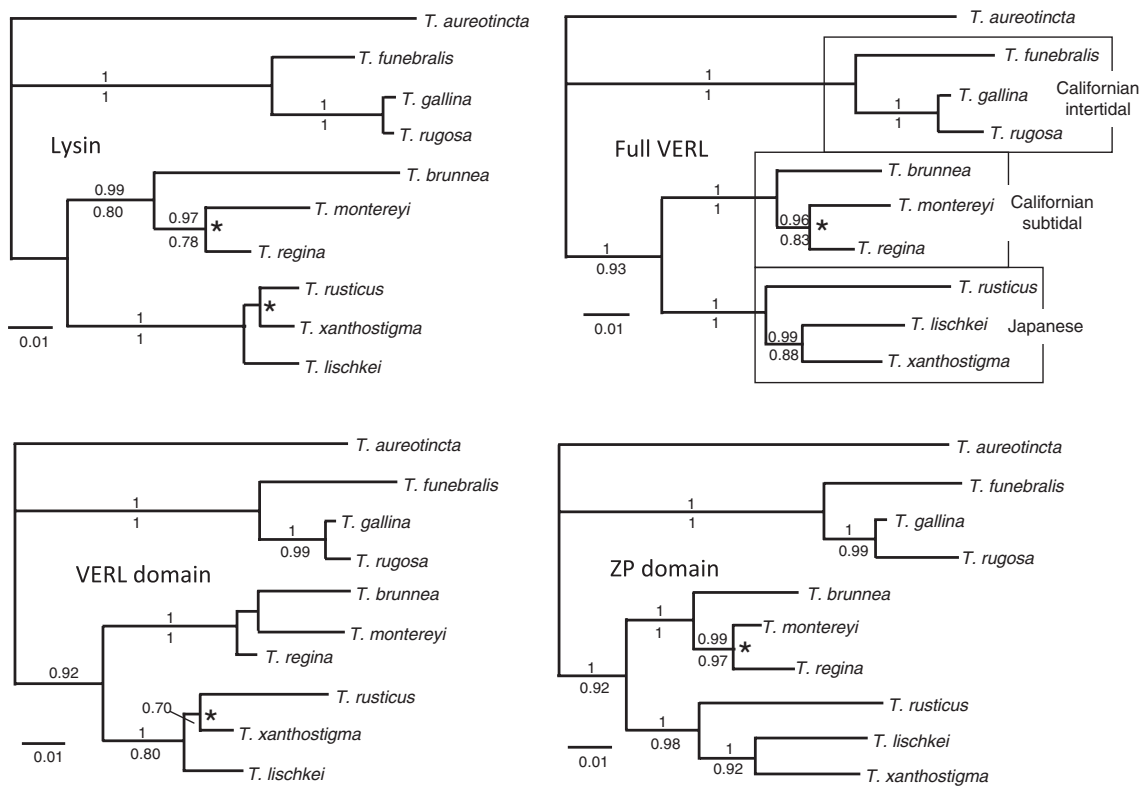 T. aureotincta
T. funebralis
1
1
T. gallina
1
1
T. rugosa
Lysin
T. brunnea
0.99
0.80
T. montereyi
0.97
*
0.78
T. regina
T. rusticus
*
1
1
T. xanthostigma
0.01
T. lischkei
T. aureotincta
T. funebralis
1
1
Californian
intertidal
T. gallina
1
1
T. rugosa
Full VERL
T. brunnea
1
1
Californian
subtidal
T. montereyi
0.96
*
0.83
T. regina
1
0.93
T. rusticus
1
1
0.01
T. lischkei
Japanese
0.99
0.88
T. xanthostigma
T. aureotincta
T. funebralis
1
1
T. gallina
1
0.99
T. rugosa
VERL domain
T. brunnea
1
1
T. montereyi
T. regina
0.92
T. rusticus
0.70
*
T. xanthostigma
1
0.80
0.01
T. lischkei
T. aureotincta
T. funebralis
1
1
T. gallina
1
0.99
T. rugosa
ZP domain
T. brunnea
1
1
T. montereyi
0.99
*
0.97
T. regina
1
0.92
T. rusticus
1
0.98
T. lischkei
1
0.92
0.01
T. xanthostigma